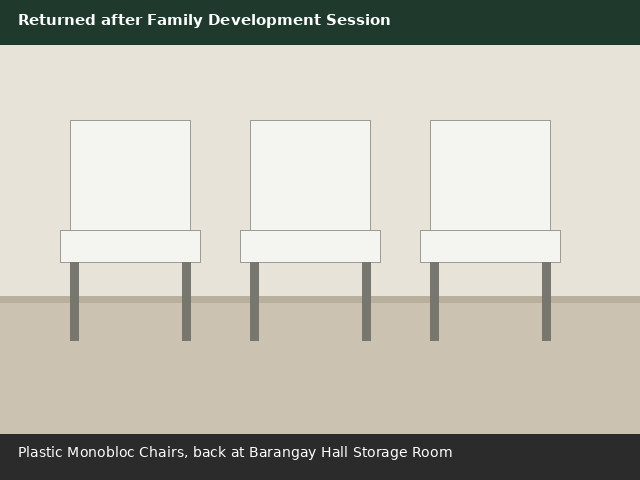 Returned after Family Development Session
Plastic Monobloc Chairs, back at Barangay Hall Storage Room